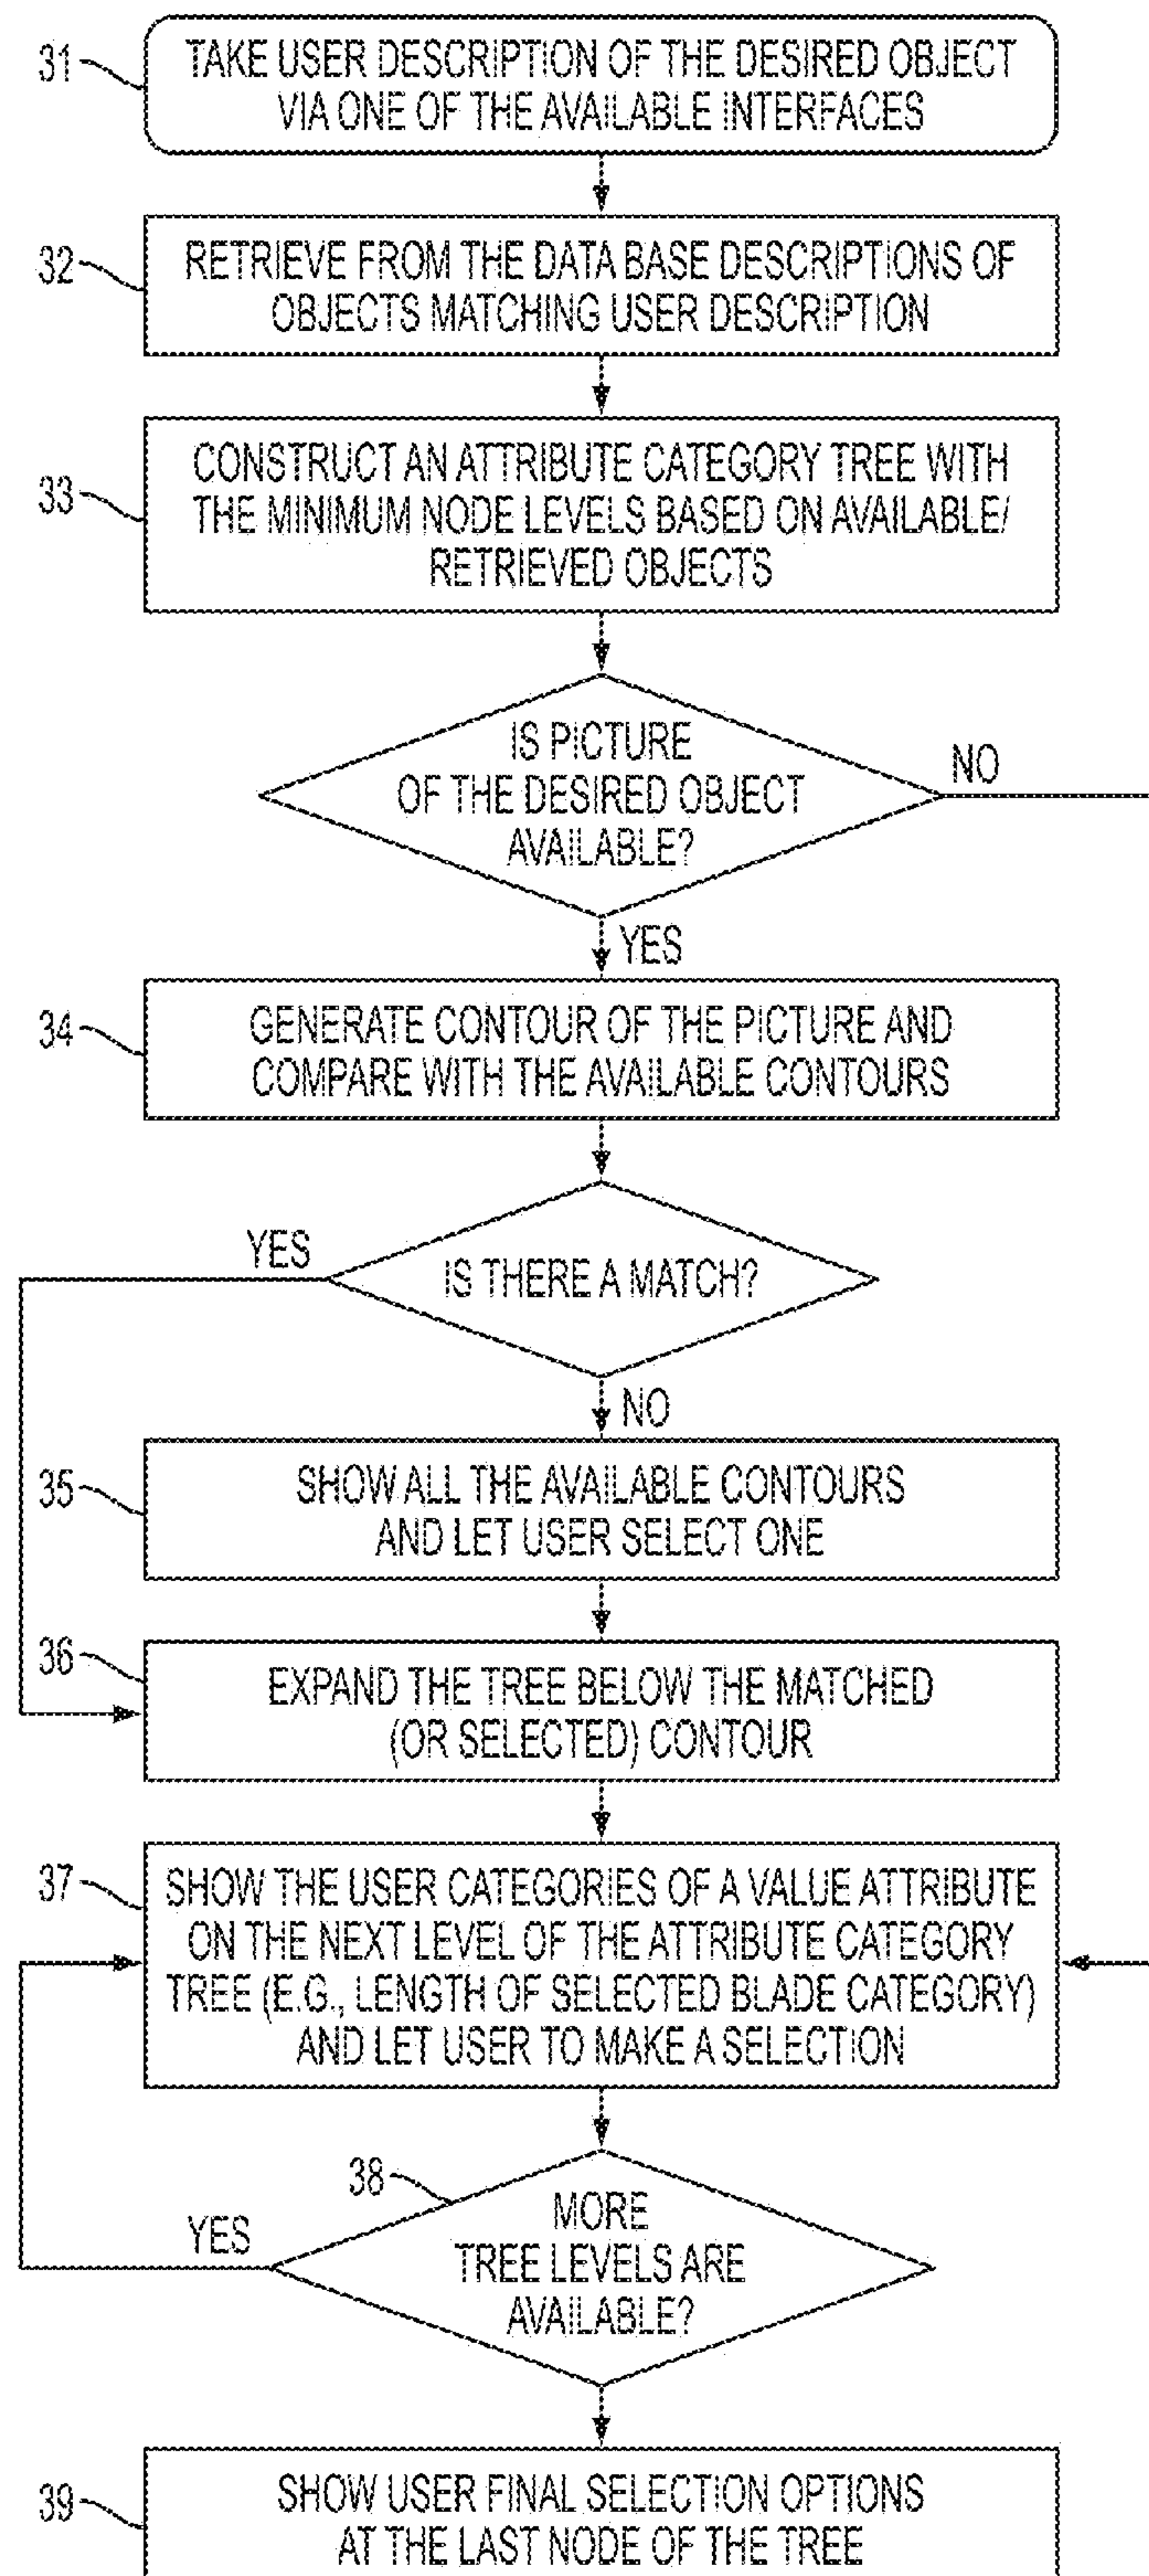 31
TAKE USER DESCRIPTION OF THE DESIRED OBJECT
VIA ONE OF THE AVAILABLE INTERFACES
32
RETRIEVE FROM THE DATA BASE DESCRIPTIONS OF
OBJECTS MATCHING USER DESCRIPTION
33
CONSTRUCT AN ATTRIBUTE CATEGORY TREE WITH
THE MINIMUM NODE LEVELS BASED ON AVAILABLE/
RETRIEVED OBJECTS
IS PICTURE
OF THE DESIRED OBJECT
AVAILABLE?
NO
YES
34
GENERATE CONTOUR OF THE PICTURE AND
COMPARE WITH THE AVAILABLE CONTOURS
YES
IS THERE A MATCH?
NO
35
SHOW ALL THE AVAILABLE CONTOURS
AND LET USER SELECT ONE
36
EXPAND THE TREE BELOW THE MATCHED
(OR SELECTED) CONTOUR
37
SHOW THE USER CATEGORIES OF A VALUE ATTRIBUTE
ON THE NEXT LEVEL OF THE ATTRIBUTE CATEGORY
TREE (E.G., LENGTH OF SELECTED BLADE CATEGORY)
AND LET USER TO MAKE A SELECTION
38
YES
MORE
TREE LEVELS ARE
AVAILABLE?
39
SHOW USER FINAL SELECTION OPTIONS
AT THE LAST NODE OF THE TREE